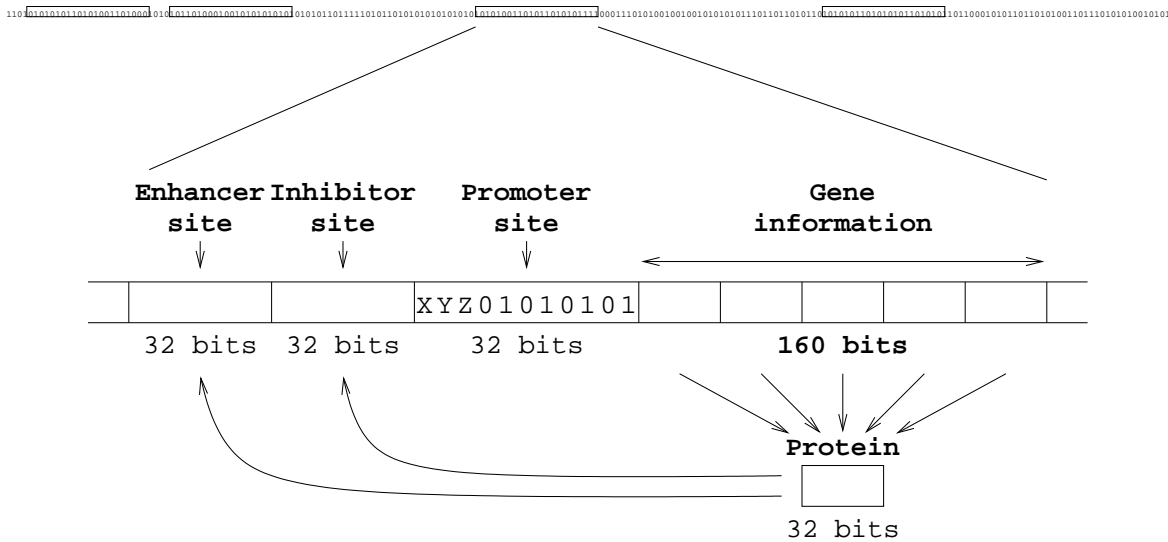 Enhancer Inhibitor Promoter Gene
site site site information
XYZ01010101
32 bits 32 bits 32 bits 160 bits
Protein
32 bits